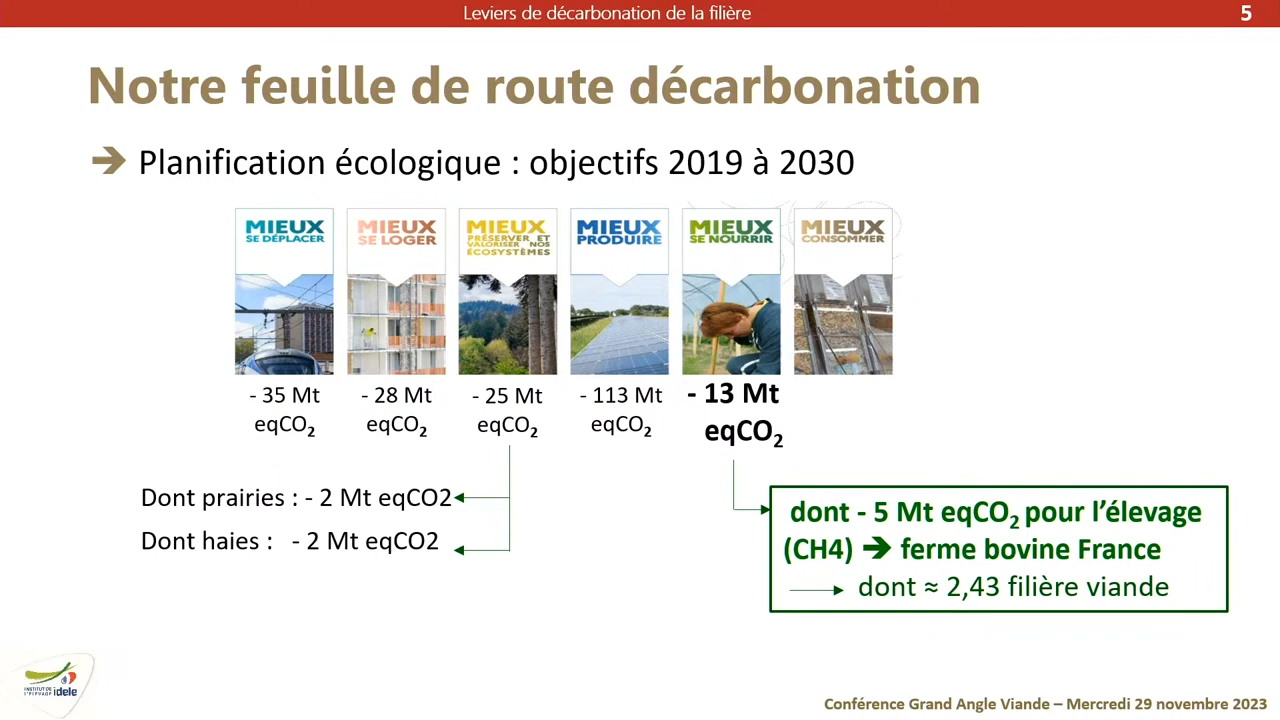 Leviers de décarbonation de la filière
5
Notre feuille de route décarbonation
➔ Planification écologique : objectifs 2019 à 2030
MIEUX
SE DÉPLACER
MIEUX
SE LOGER
MIEUX
PRÉSERVER ET
VALORISER NOS
ÉCOSYSTÈMES
MIEUX
PRODUIRE
MIEUX
SE NOURRIR
MIEUX
CONSOMMER
- 35 Mt
eqCO₂
- 28 Mt
eqCO₂
- 25 Mt
eqCO₂
- 113 Mt
eqCO₂
- 13 Mt
eqCO₂
Dont prairies : - 2 Mt eqCO2
Dont haies : - 2 Mt eqCO2
dont - 5 Mt eqCO₂ pour l’élevage
(CH4) ➔ ferme bovine France
dont ≈ 2,43 filière viande
INSTITUT DE
L'ÉLEVAGE idele
Conférence Grand Angle Viande – Mercredi 29 novembre 2023